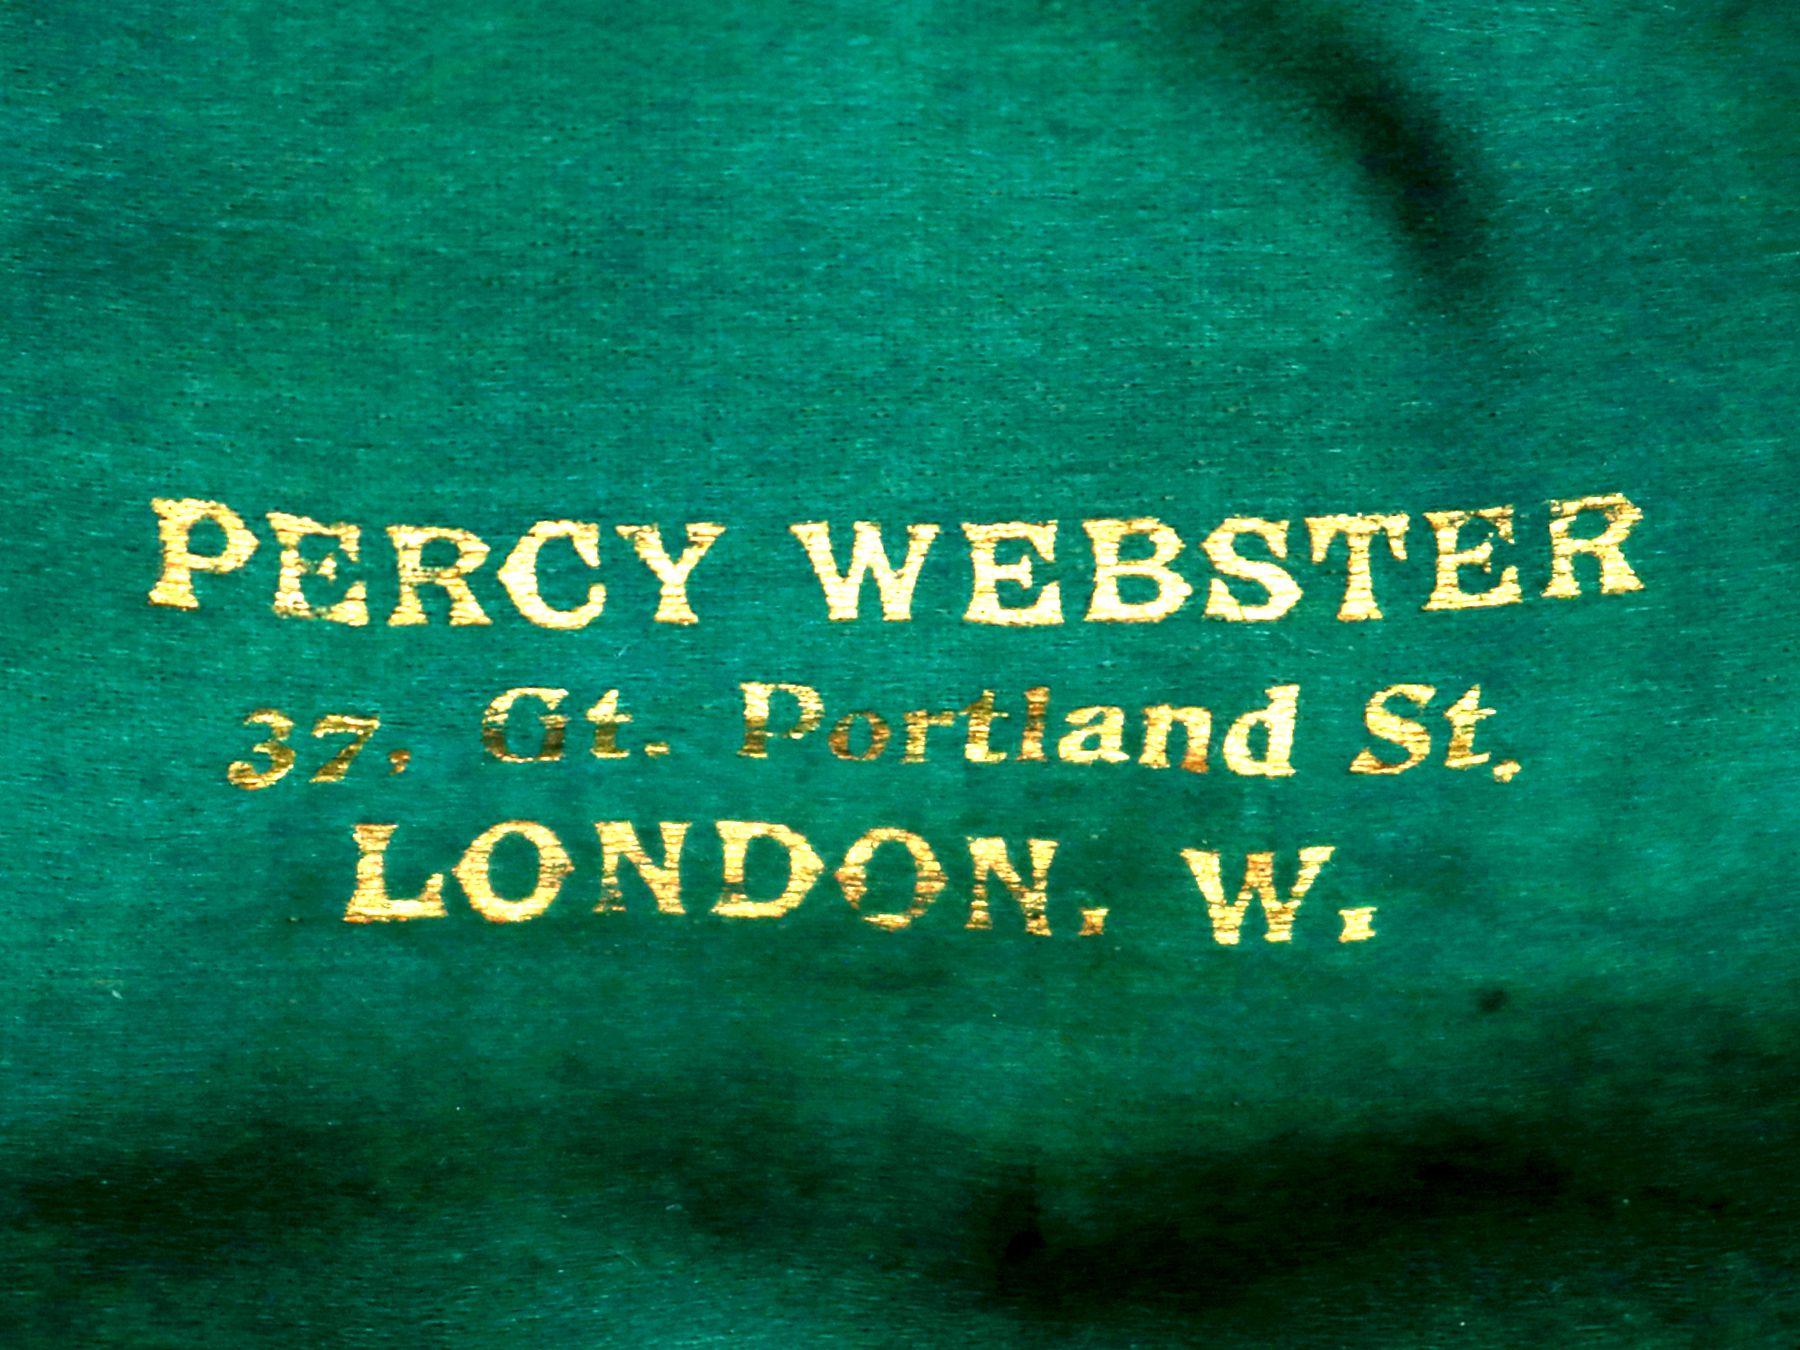 PERCY WEBSTER
37, Gt. Portland St.
LONDON. W.